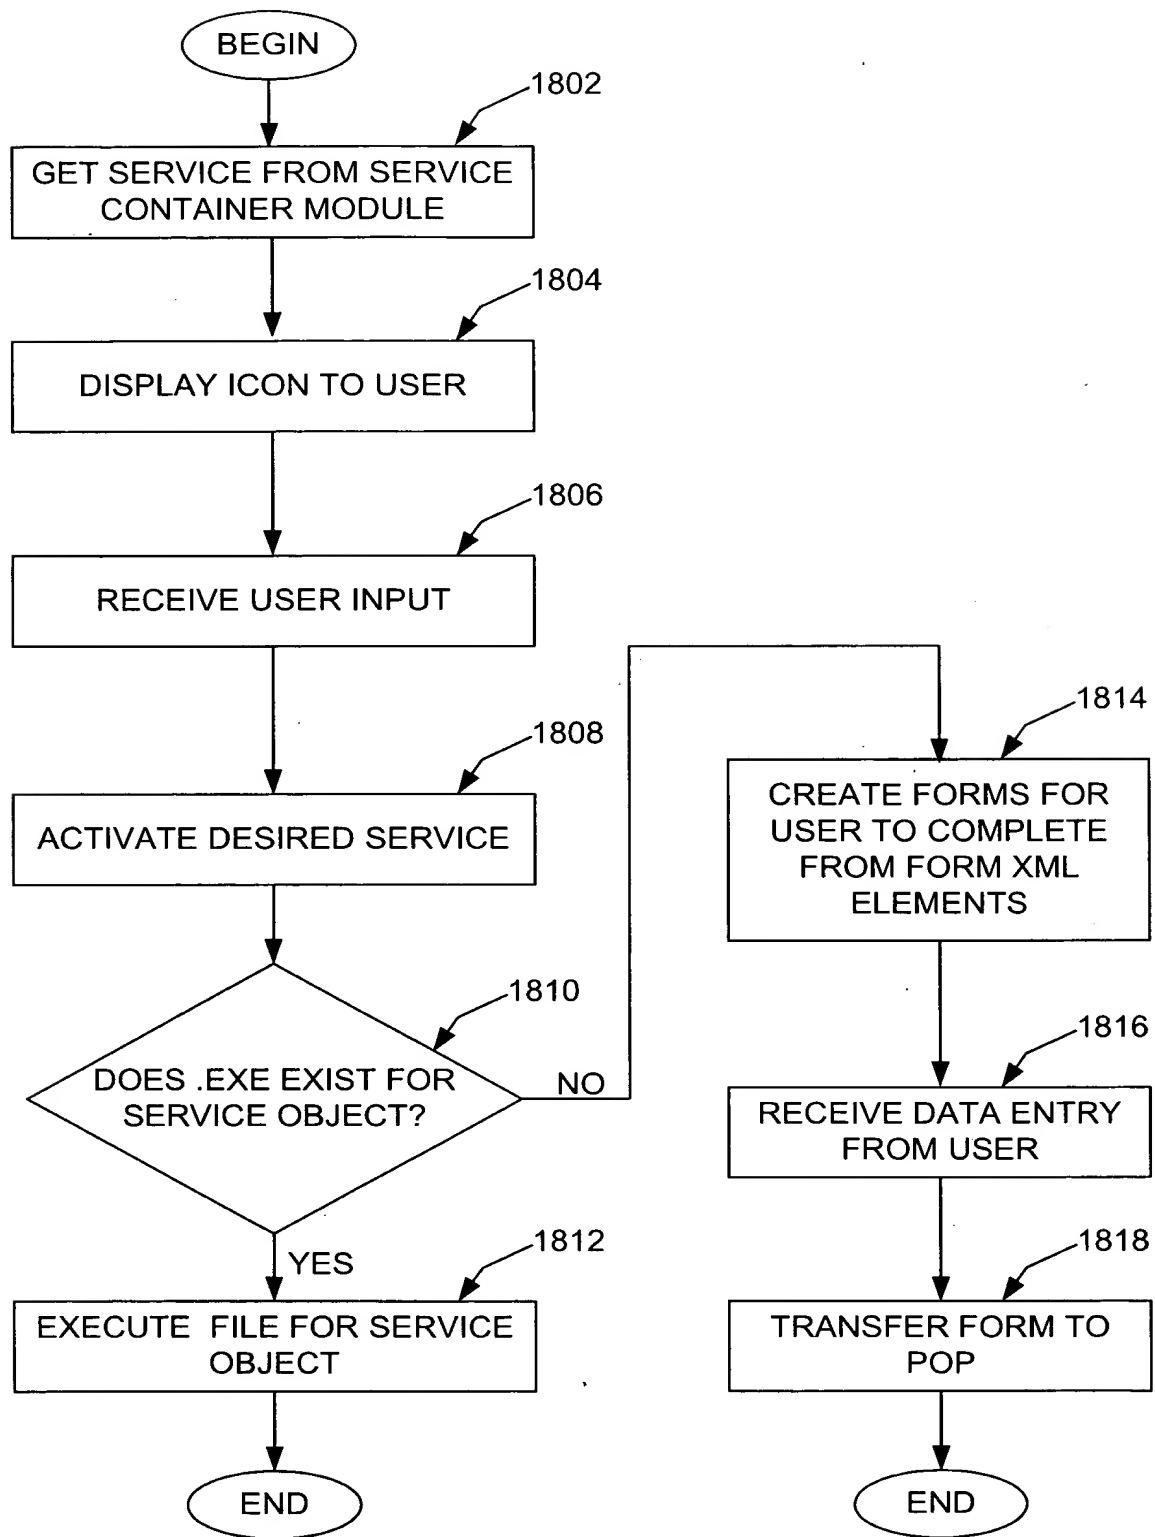 BEGIN
1802
GET SERVICE FROM SERVICE
CONTAINER MODULE
1804
DISPLAY ICON TO USER
1806
RECEIVE USER INPUT
1808
ACTIVATE DESIRED SERVICE
1810
DOES .EXE EXIST FOR
SERVICE OBJECT?
NO
YES
1812
EXECUTE FILE FOR SERVICE
OBJECT
END
1814
CREATE FORMS FOR
USER TO COMPLETE
FROM FORM XML
ELEMENTS
1816
RECEIVE DATA ENTRY
FROM USER
1818
TRANSFER FORM TO
POP
END